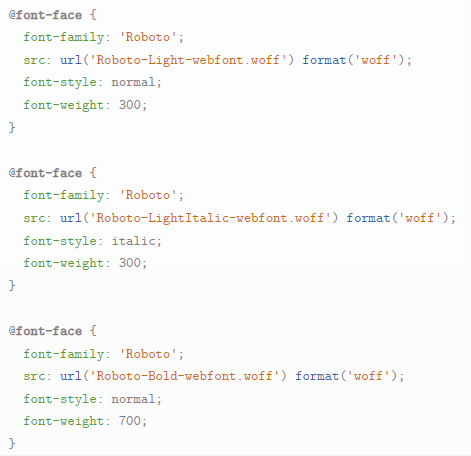 @font-face {
  font-family: 'Roboto';
  src: url('Roboto-Light-webfont.woff') format('woff');
  font-style: normal;
  font-weight: 300;
}

@font-face {
  font-family: 'Roboto';
  src: url('Roboto-LightItalic-webfont.woff') format('woff');
  font-style: italic;
  font-weight: 300;
}

@font-face {
  font-family: 'Roboto';
  src: url('Roboto-Bold-webfont.woff') format('woff');
  font-style: normal;
  font-weight: 700;
}